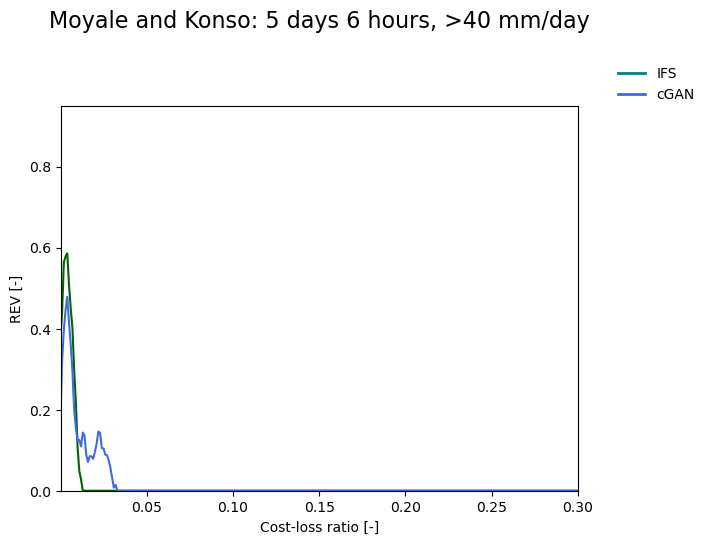 Moyale and Konso: 5 days 6 hours, >40 mm/day
IFS
cGAN
0.8
0.6
0.4
0.2
0.0
REV [-]
0.05
0.10
0.15
0.20
0.25
0.30
Cost-loss ratio [-]